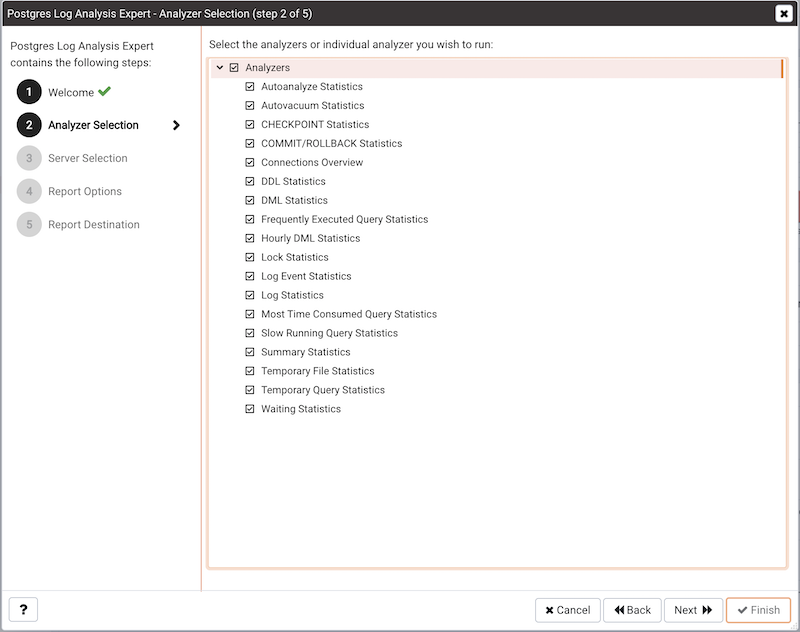 Postgres Log Analysis Expert - Analyzer Selection (step 2 of 5)
Postgres Log Analysis Expert
contains the following steps:
1 Welcome
2 Analyzer Selection
3 Server Selection
4 Report Options
5 Report Destination
Select the analyzers or individual analyzer you wish to run:
Analyzers
Autoanalyze Statistics
Autovacuum Statistics
CHECKPOINT Statistics
COMMIT/ROLLBACK Statistics
Connections Overview
DDL Statistics
DML Statistics
Frequently Executed Query Statistics
Hourly DML Statistics
Lock Statistics
Log Event Statistics
Log Statistics
Most Time Consumed Query Statistics
Slow Running Query Statistics
Summary Statistics
Temporary File Statistics
Temporary Query Statistics
Waiting Statistics
? Cancel Back Next Finish